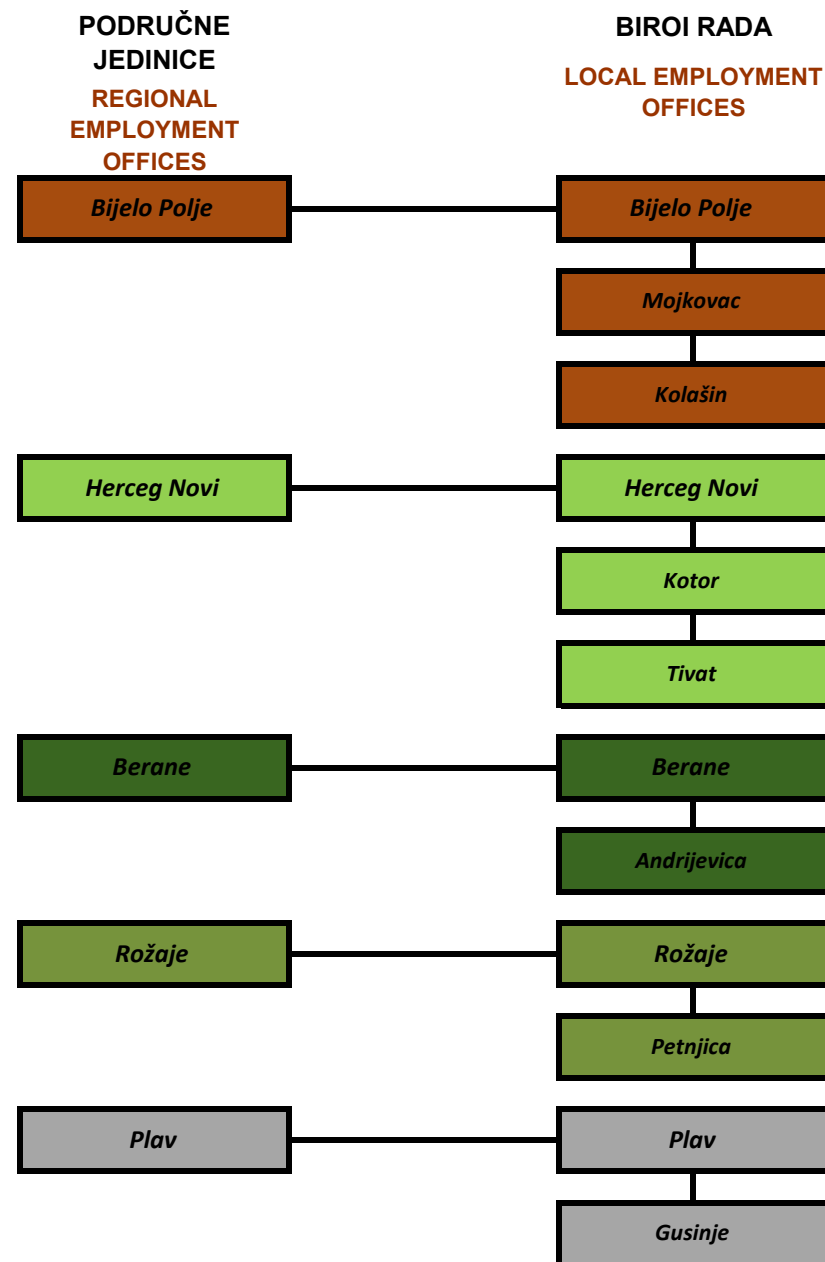 PODRUČNE
JEDINICE
REGIONAL
EMPLOYMENT
OFFICES
BIROI RADA
LOCAL EMPLOYMENT
OFFICES
Bijelo Polje
Bijelo Polje
Mojkovac
Kolašin
Herceg Novi
Herceg Novi
Kotor
Tivat
Berane
Berane
Andrijevica
Rožaje
Rožaje
Petnjica
Plav
Plav
Gusinje